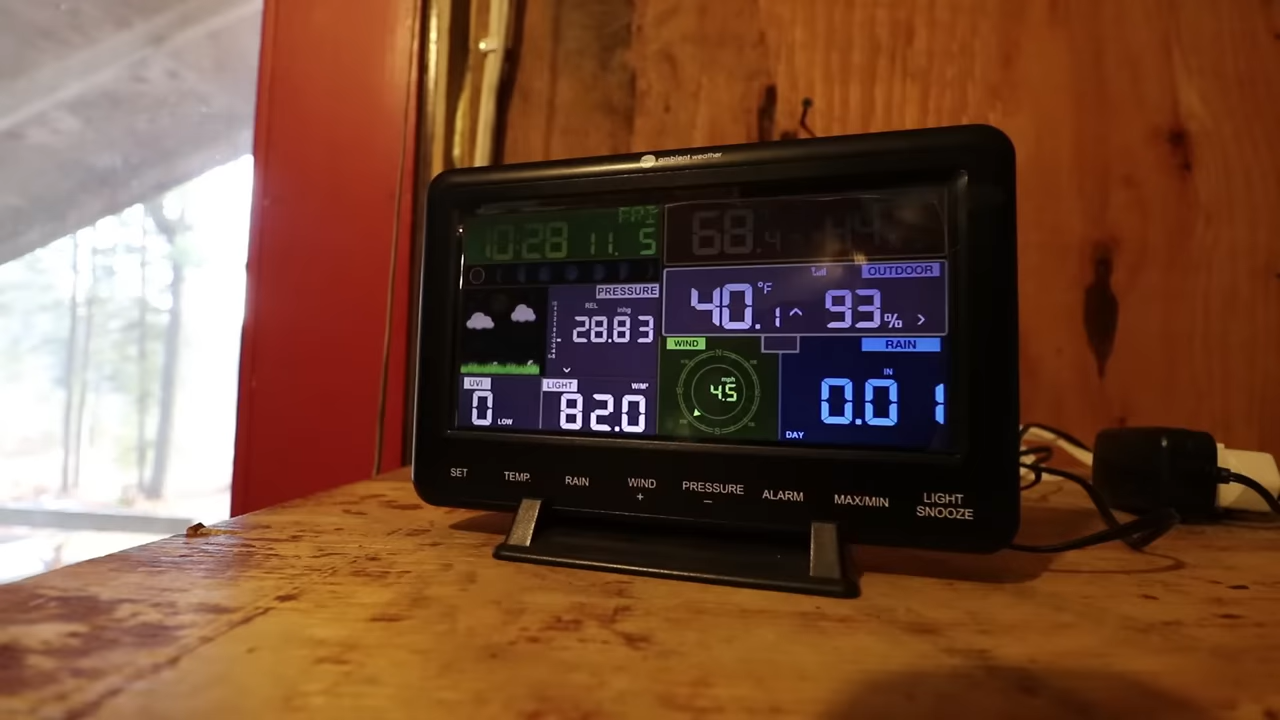 ambient weather
FRI
10:28 11. 5
68.4 44
PRESSURE
REL inhg
28.83
OUTDOOR
40.1 °F 93%
WIND
mph
4.5
N
S
RAIN
IN
0.01
DAY
UVI
0 LOW
LIGHT W/M²
82.0
SET TEMP. RAIN WIND + PRESSURE − ALARM MAX/MIN LIGHT SNOOZE